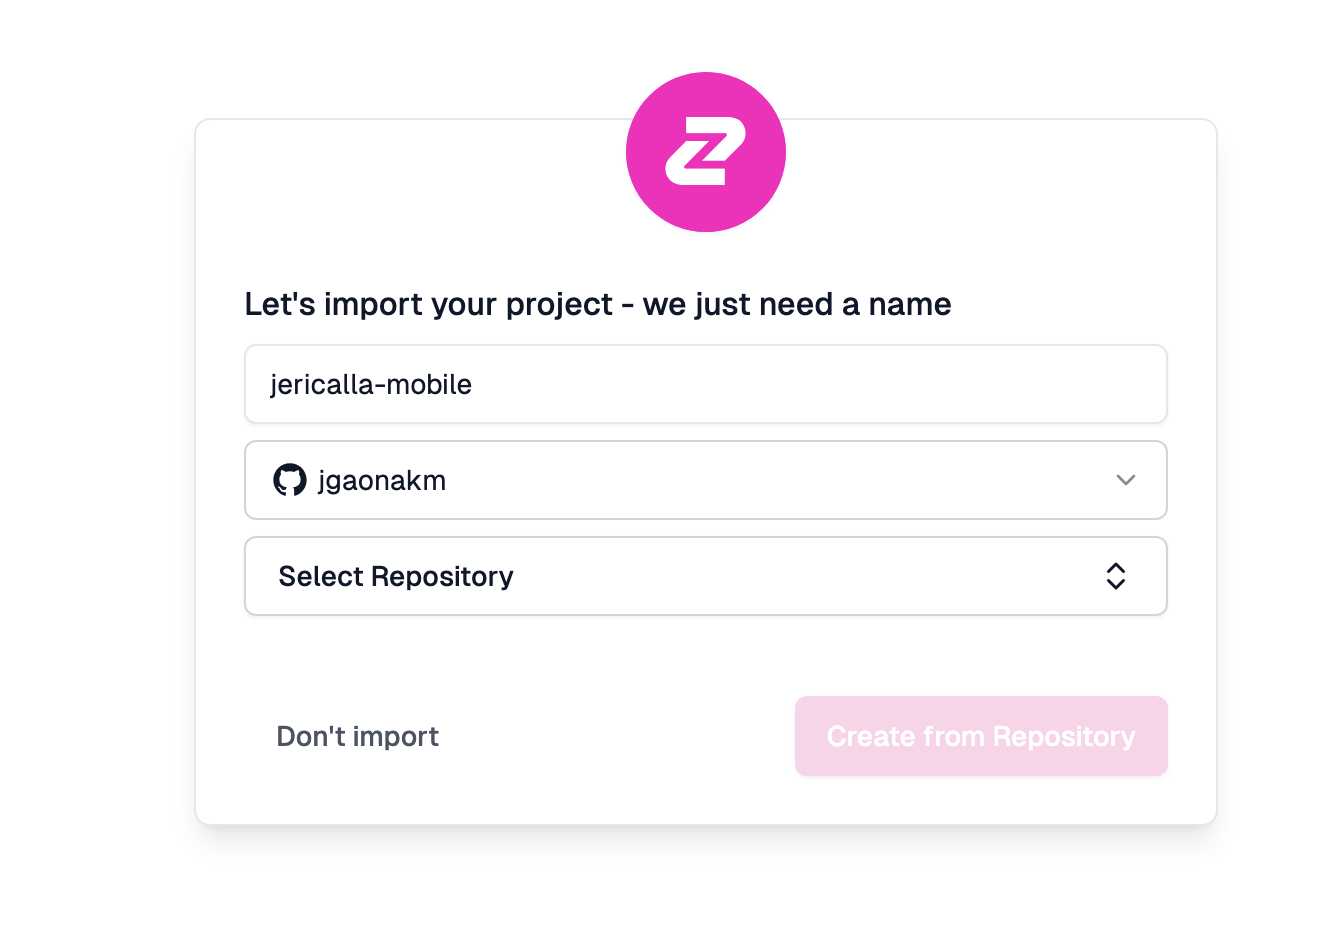 Let's import your project - we just need a name
jericalla-mobile
jgaonakm
Select Repository
Don't import
Create from Repository